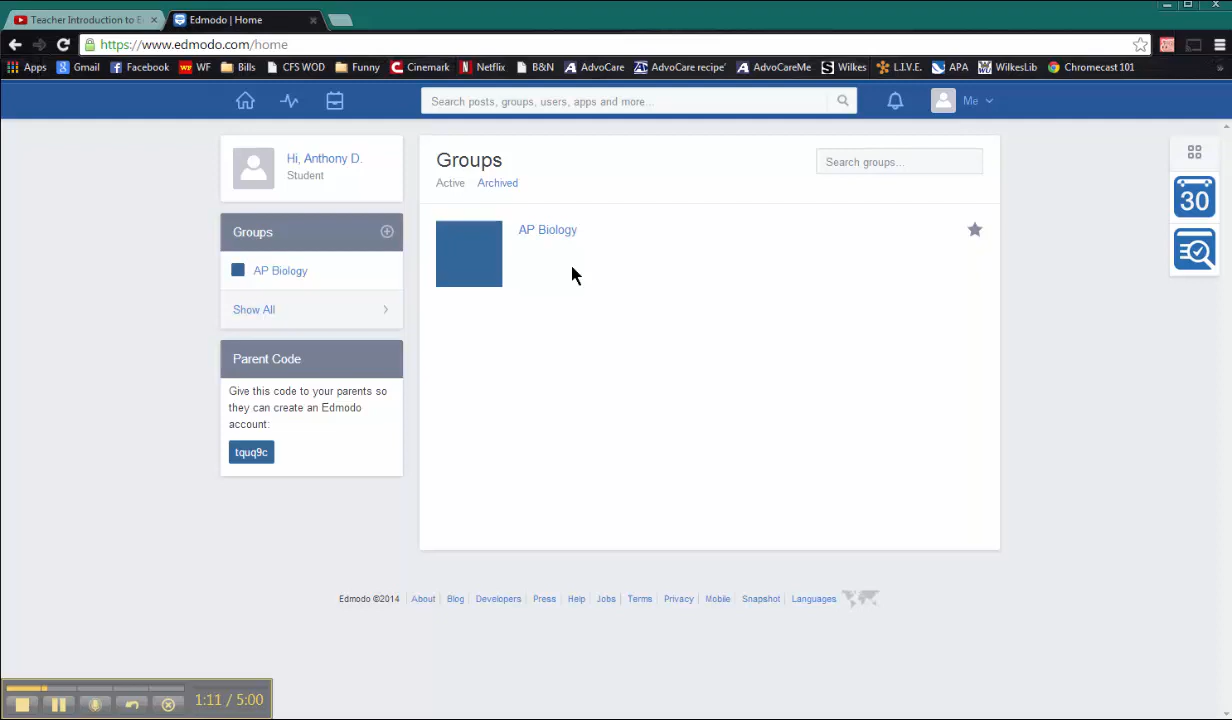 Teacher Introduction to E
Edmodo | Home
https://www.edmodo.com/home
Apps Gmail Facebook WF Bills CFS WOD Funny Cinemark Netflix B&N AdvoCare AdvoCare recipe' AdvoCareMe Wilkes L.I.V.E. APA WilkesLib Chromecast 101 »
Search posts, groups, users, apps and more...
Me
Hi, Anthony D.
Student
Groups
AP Biology
Show All
Parent Code
Give this code to your parents so
they can create an Edmodo
account:
tquq9c
Groups
Search groups...
Active Archived
AP Biology
30
Edmodo ©2014 About Blog Developers Press Help Jobs Terms Privacy Mobile Snapshot Languages
1:11 / 5:00